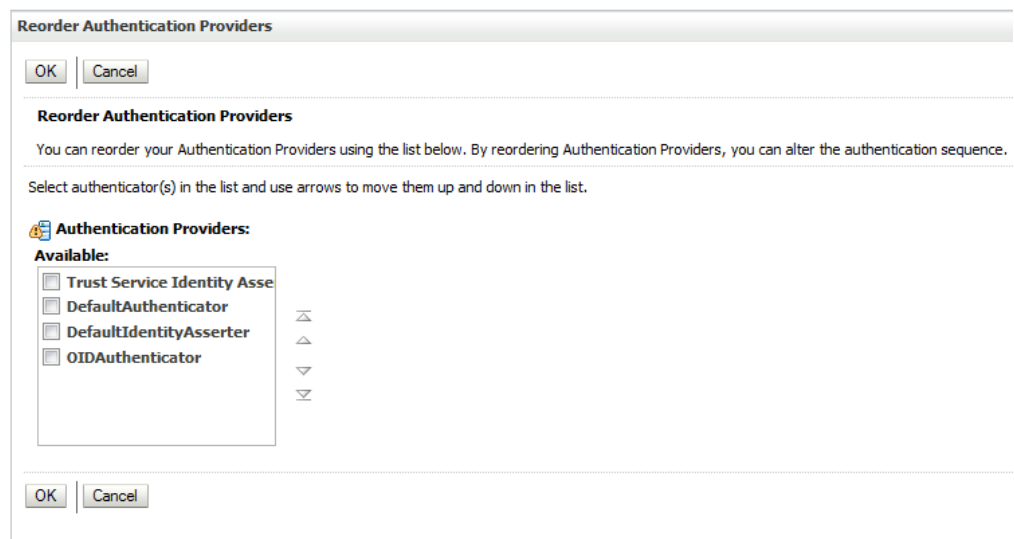 Reorder Authentication Providers
OK Cancel
Reorder Authentication Providers
You can reorder your Authentication Providers using the list below. By reordering Authentication Providers, you can alter the authentication sequence.
Select authenticator(s) in the list and use arrows to move them up and down in the list.
Authentication Providers:
Available:
Trust Service Identity Asse
DefaultAuthenticator
DefaultIdentityAsserter
OIDAuthenticator
OK Cancel